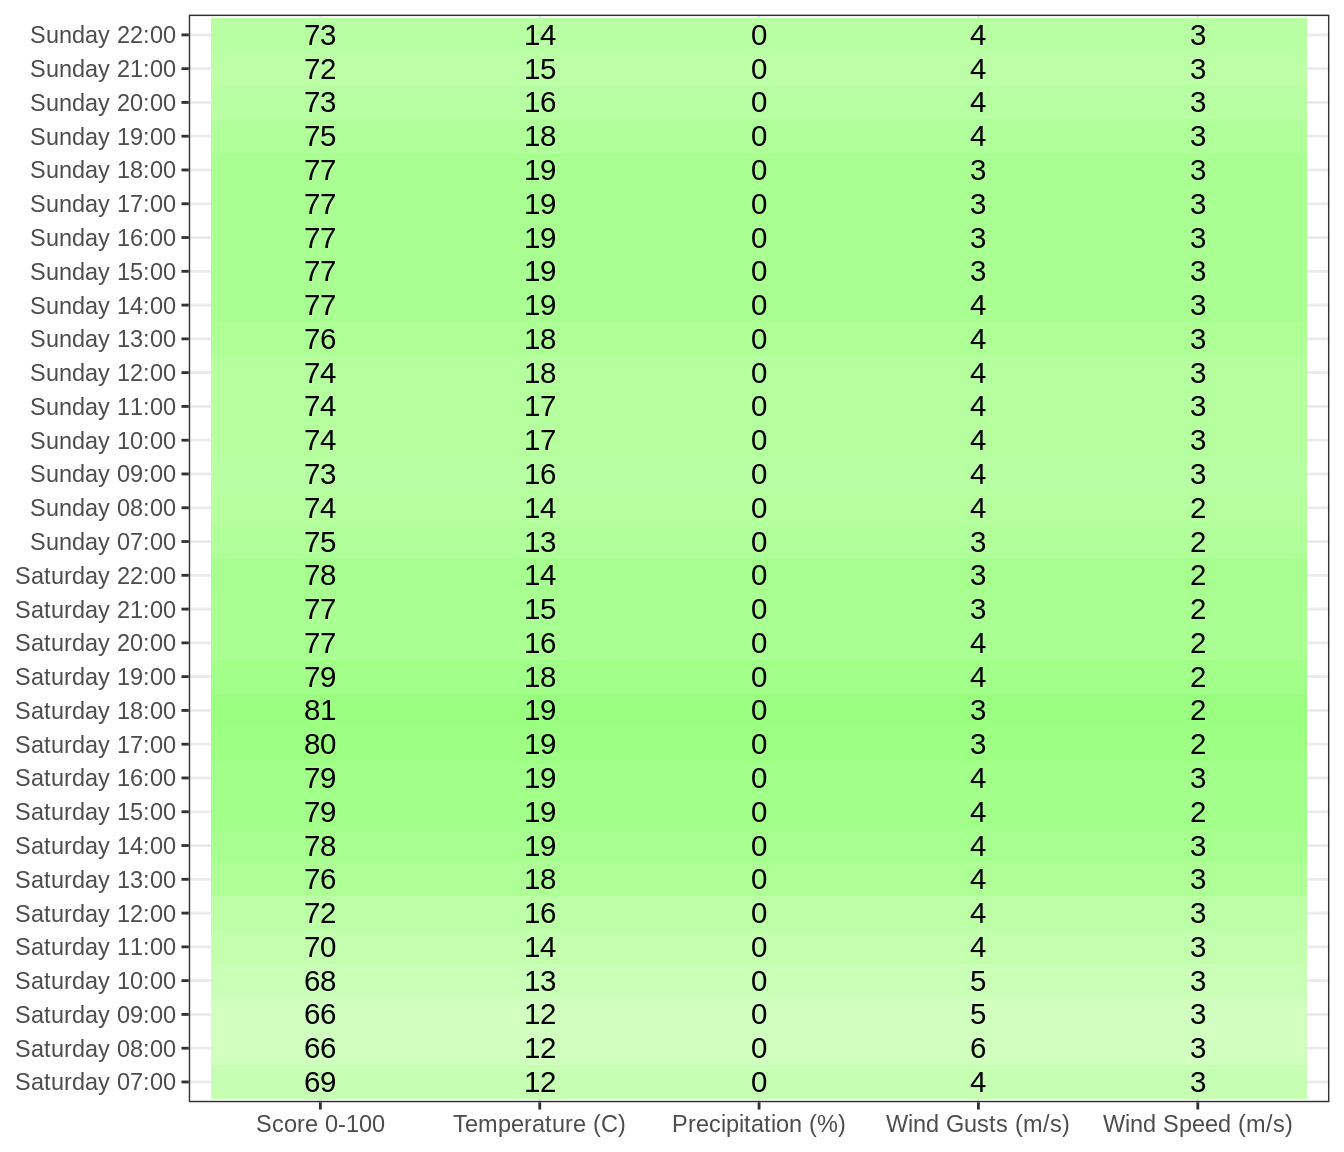 Sunday 22:00 73 14 0 4 3
Sunday 21:00 72 15 0 4 3
Sunday 20:00 73 16 0 4 3
Sunday 19:00 75 18 0 4 3
Sunday 18:00 77 19 0 3 3
Sunday 17:00 77 19 0 3 3
Sunday 16:00 77 19 0 3 3
Sunday 15:00 77 19 0 3 3
Sunday 14:00 77 19 0 4 3
Sunday 13:00 76 18 0 4 3
Sunday 12:00 74 18 0 4 3
Sunday 11:00 74 17 0 4 3
Sunday 10:00 74 17 0 4 3
Sunday 09:00 73 16 0 4 3
Sunday 08:00 74 14 0 4 2
Sunday 07:00 75 13 0 3 2
Saturday 22:00 78 14 0 3 2
Saturday 21:00 77 15 0 3 2
Saturday 20:00 77 16 0 4 2
Saturday 19:00 79 18 0 4 2
Saturday 18:00 81 19 0 3 2
Saturday 17:00 80 19 0 3 2
Saturday 16:00 79 19 0 4 3
Saturday 15:00 79 19 0 4 2
Saturday 14:00 78 19 0 4 3
Saturday 13:00 76 18 0 4 3
Saturday 12:00 72 16 0 4 3
Saturday 11:00 70 14 0 4 3
Saturday 10:00 68 13 0 5 3
Saturday 09:00 66 12 0 5 3
Saturday 08:00 66 12 0 6 3
Saturday 07:00 69 12 0 4 3
Score 0-100 Temperature (C) Precipitation (%) Wind Gusts (m/s) Wind Speed (m/s)